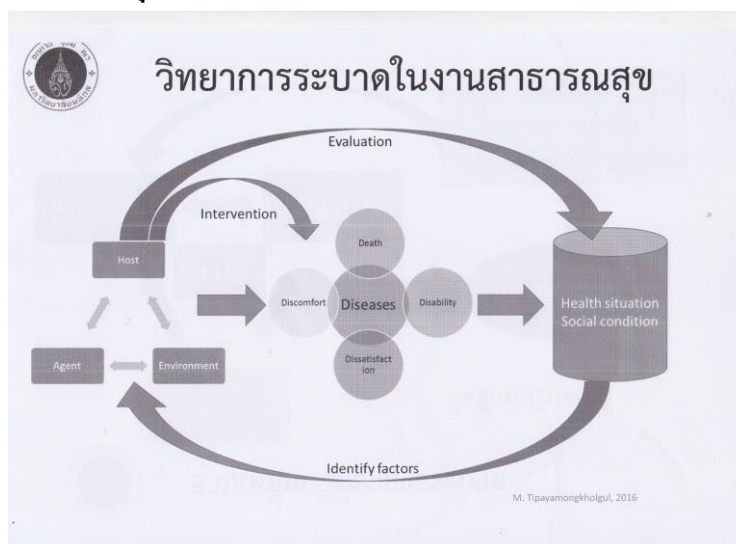 วิทยาการระบาดในงานสาธารณสุข
Evaluation
Intervention
Host
Agent
Environment
Death
Discomfort
Diseases
Disability
Dissatisfact
ion
Health situation
Social condition
Identify factors
M. Tipayamongkholgul, 2016